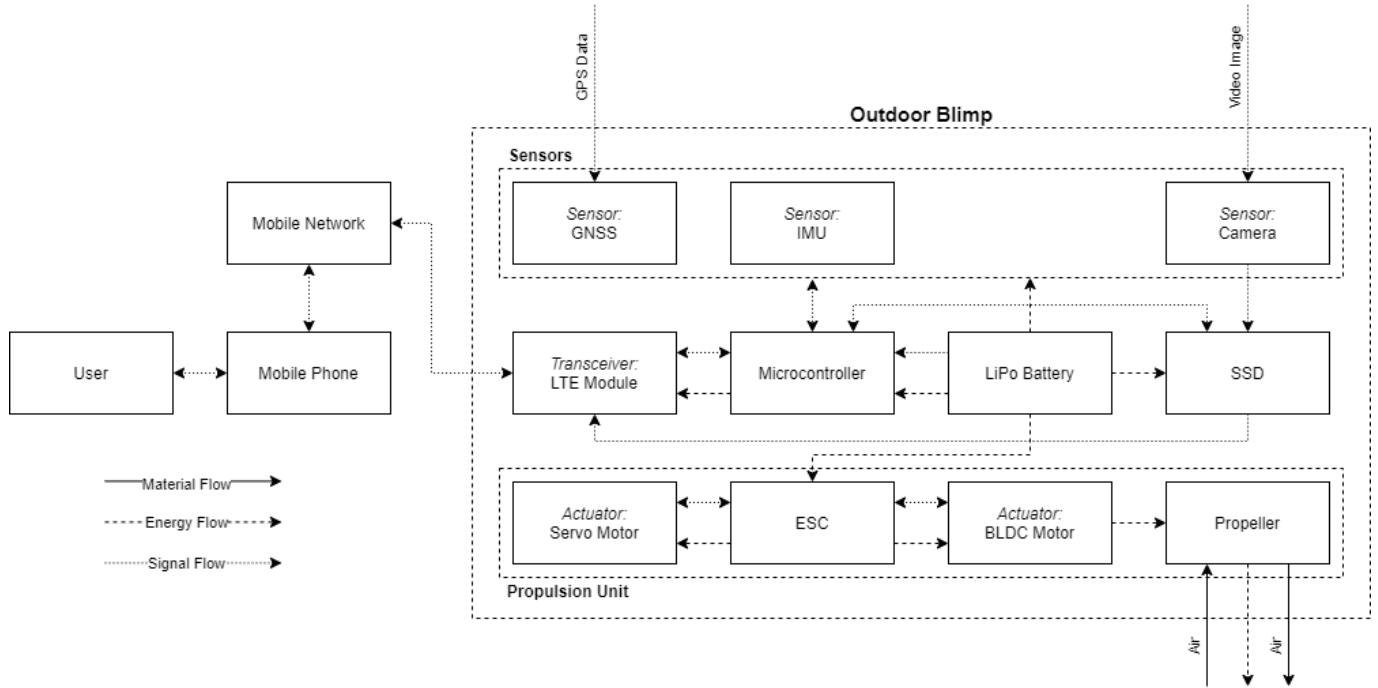 GPS Data
Video Image
Outdoor Blimp
Sensors
Sensor:
GNSS
Sensor:
IMU
Sensor:
Camera
Mobile Network
User
Mobile Phone
Transceiver:
LTE Module
Microcontroller
LiPo Battery
SSD
Material Flow
Energy Flow
Signal Flow
Actuator:
Servo Motor
ESC
Actuator:
BLDC Motor
Propeller
Propulsion Unit
Air
Air